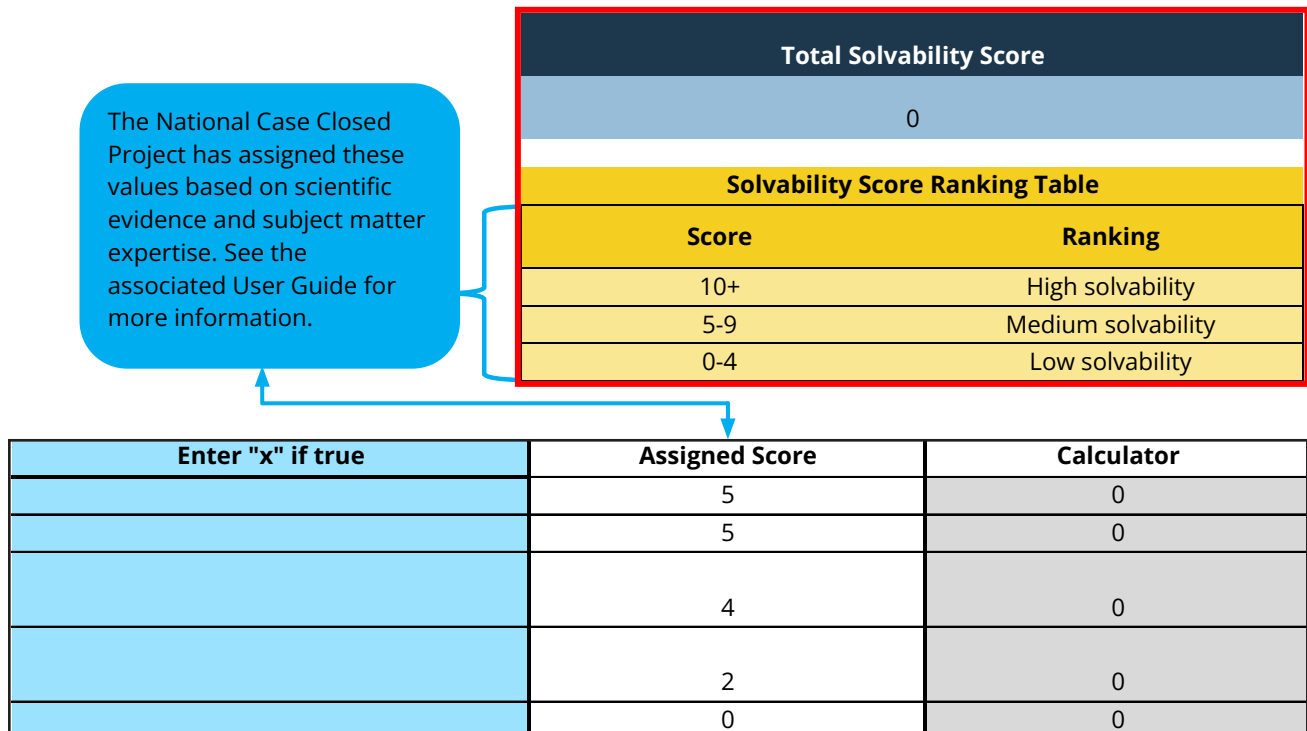 Total Solvability Score
0
The National Case Closed
Project has assigned these
values based on scientific
evidence and subject matter
expertise. See the
associated User Guide for
more information.
Solvability Score Ranking Table
Score Ranking
10+ High solvability
5-9 Medium solvability
0-4 Low solvability
Enter "x" if true Assigned Score Calculator
5 0
5 0
4 0
2 0
0 0